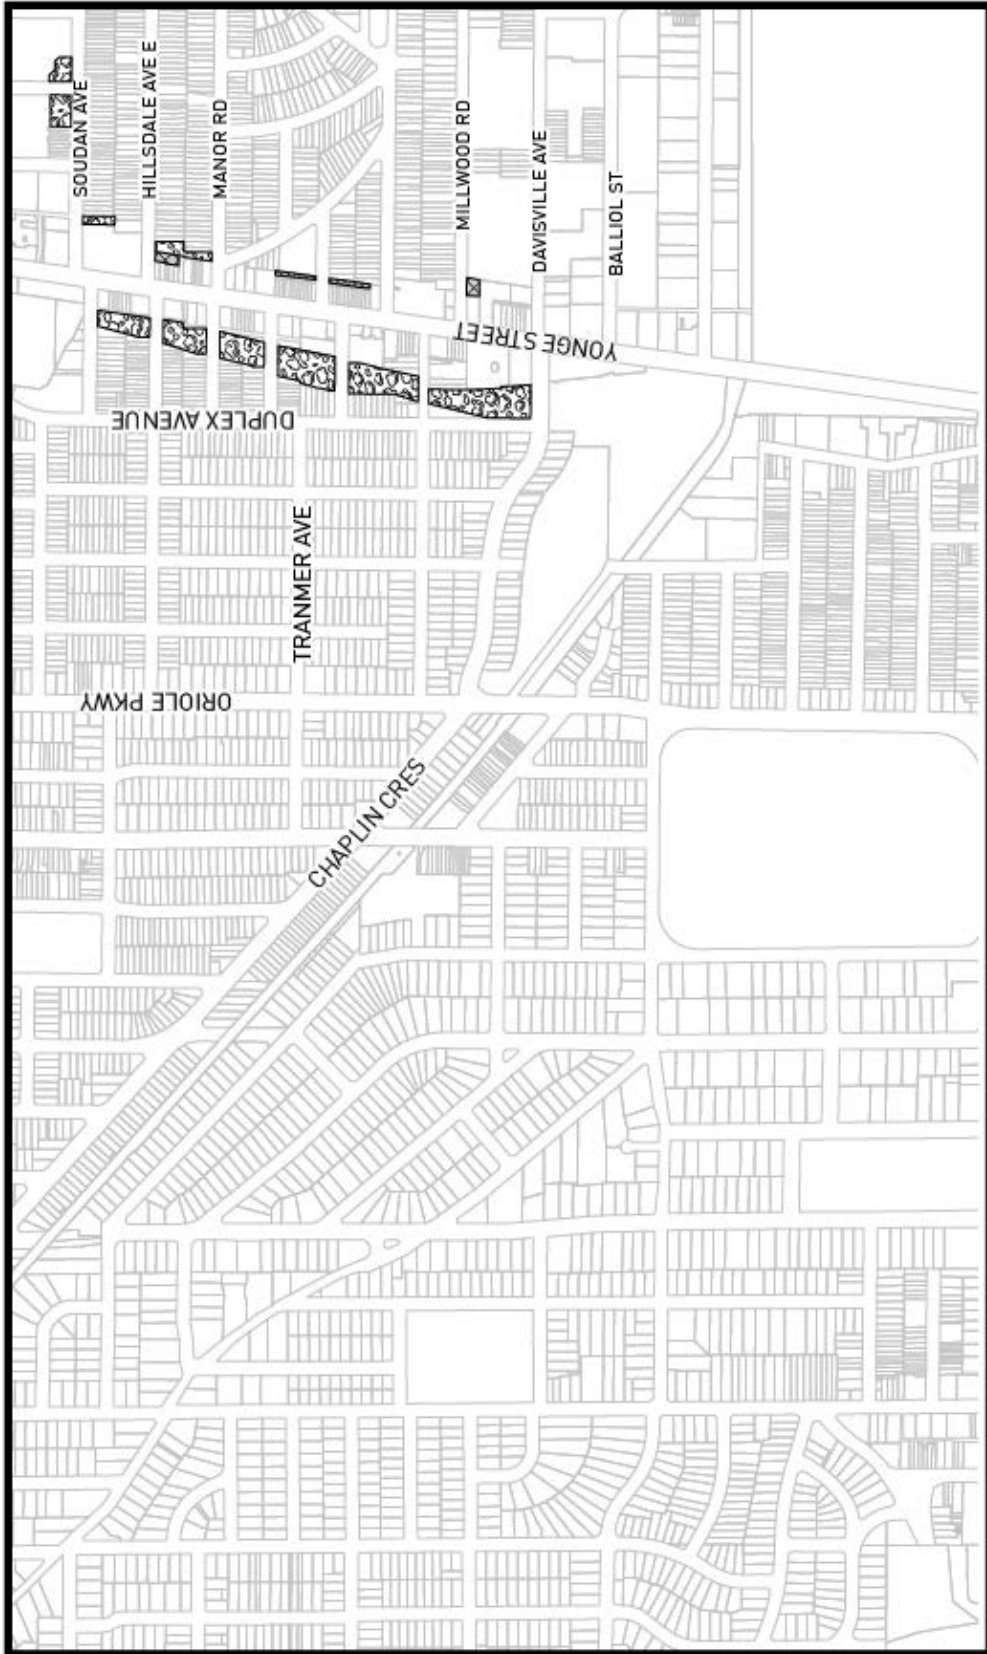 SOUDAN AVE
HILLSDALE AVE E
MANOR RD
MILLWOOD RD
DAVISVILLE AVE
BALLIOL ST
YONGE STREET
DUPLEX AVENUE
TRANMER AVE
ORIOLE PKWY
CHAPLIN CRES